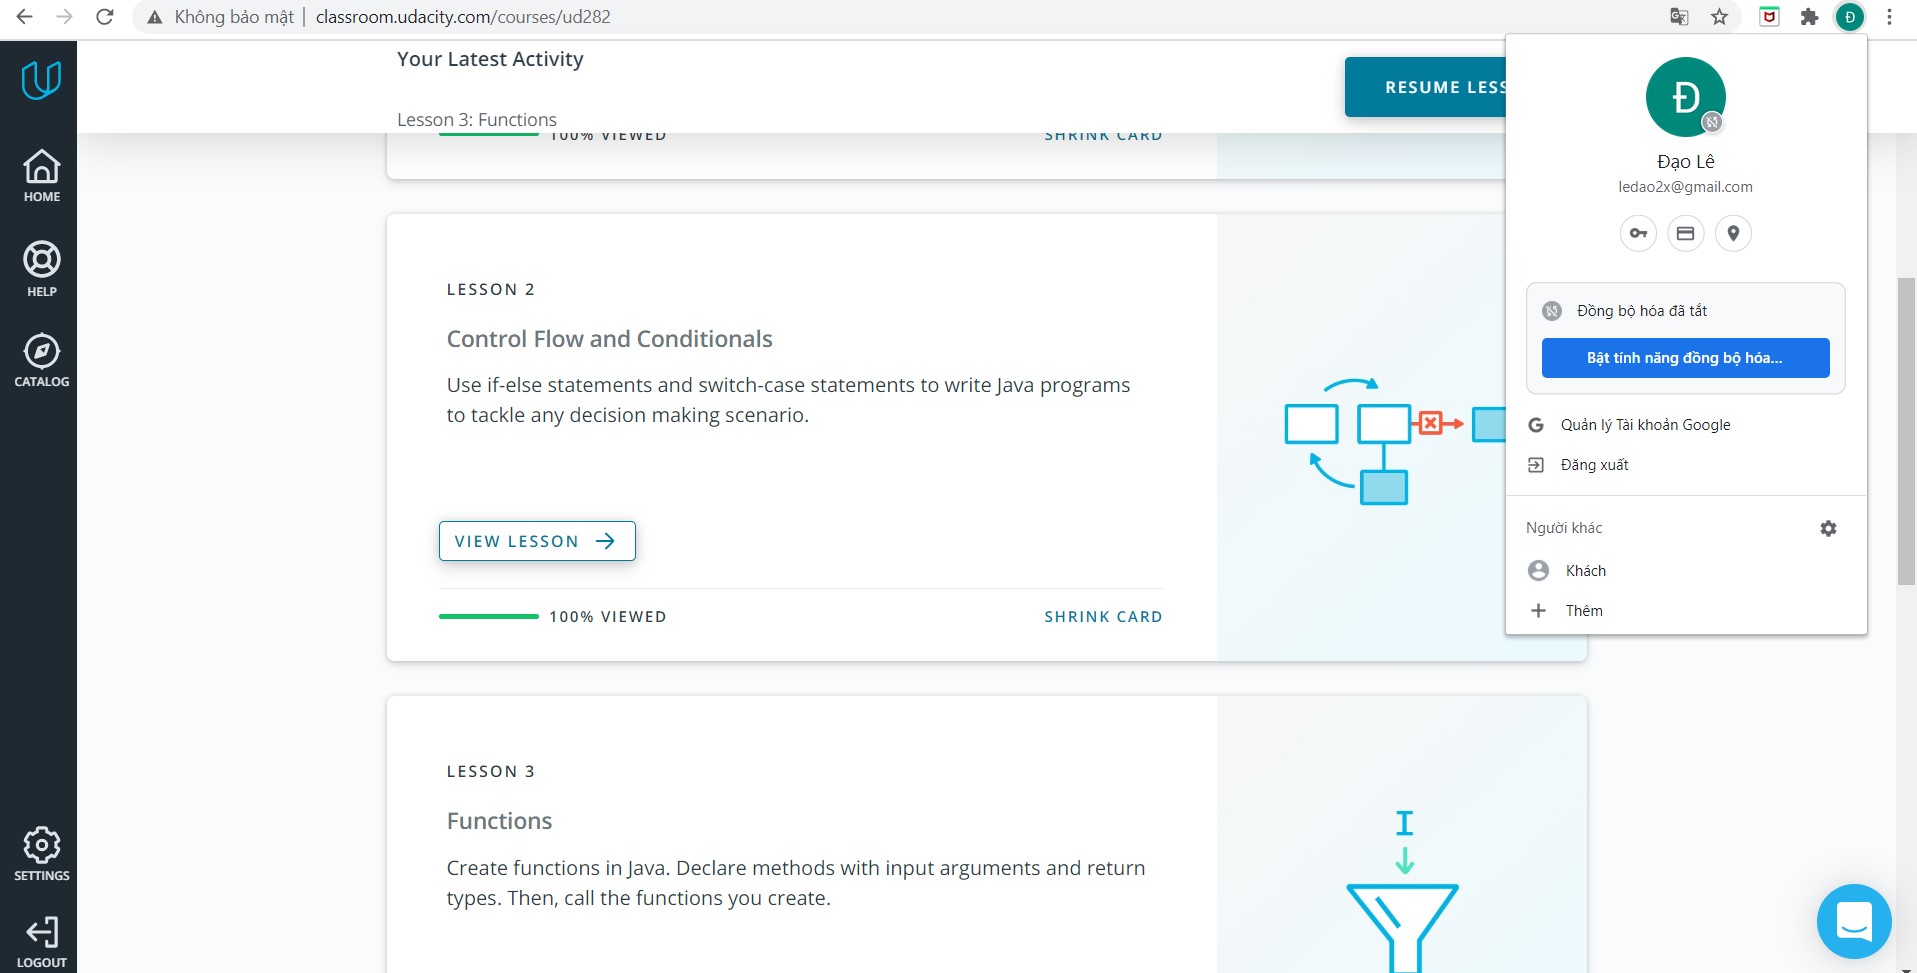 Không bảo mật | classroom.udacity.com/courses/ud282
Đ
Your Latest Activity
Lesson 3: Functions
RESUME LESS
HOME
HELP
CATALOG
SETTINGS
LOGOUT
100% VIEWED
SHRINK CARD
LESSON 2
Control Flow and Conditionals
Use if-else statements and switch-case statements to write Java programs
to tackle any decision making scenario.
VIEW LESSON
100% VIEWED
SHRINK CARD
LESSON 3
Functions
Create functions in Java. Declare methods with input arguments and return
types. Then, call the functions you create.
Đ
Đạo Lê
ledao2x@gmail.com
Đồng bộ hóa đã tắt
Bật tính năng đồng bộ hóa...
Quản lý Tài khoản Google
Đăng xuất
Người khác
Khách
Thêm